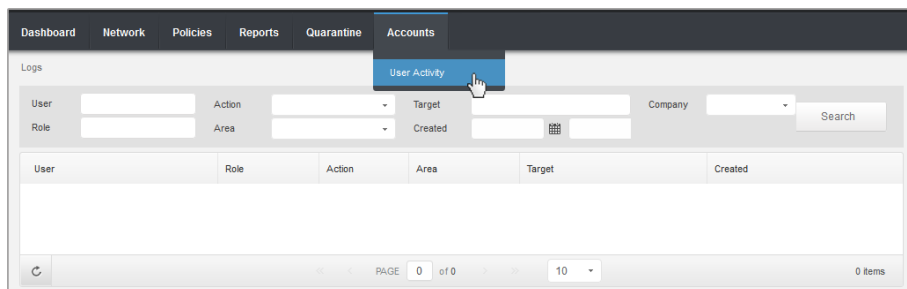 Dashboard Network Policies Reports Quarantine Accounts
Logs
User Activity
User Action Target Company
Search
Role Area Created
User Role Action Area Target Created
« < PAGE 0 of 0 > » 10 0 items